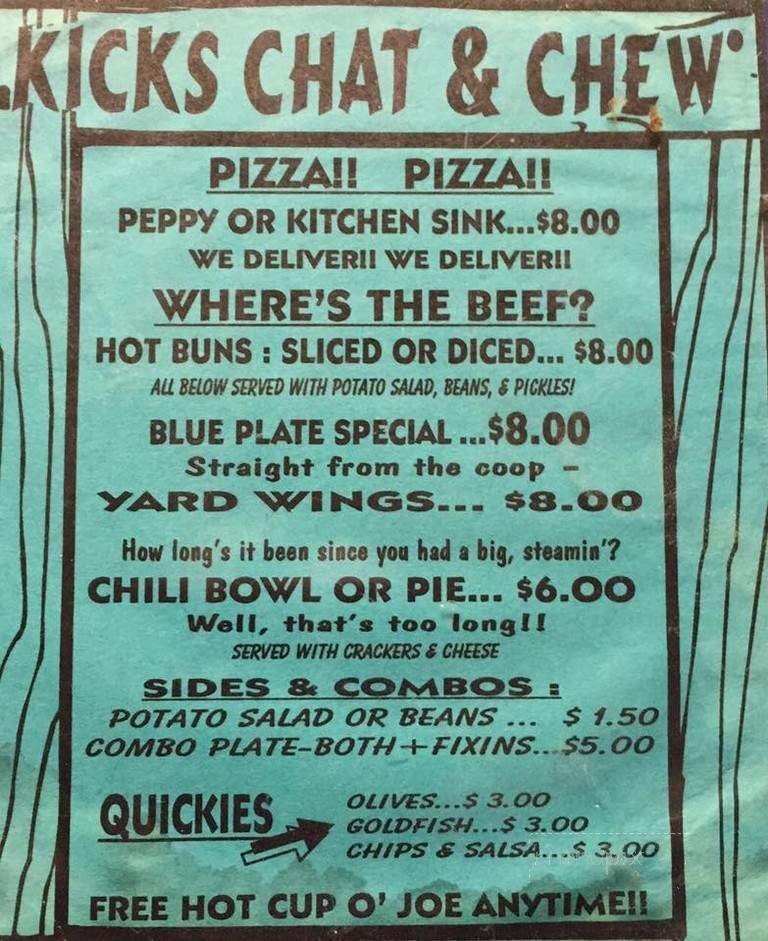 .KICKS CHAT & CHEW
PIZZA!! PIZZA!!
PEPPY OR KITCHEN SINK...$8.00
WE DELIVER!! WE DELIVER!!
WHERE'S THE BEEF?
HOT BUNS : SLICED OR DICED... $8.00
ALL BELOW SERVED WITH POTATO SALAD, BEANS, & PICKLES!
BLUE PLATE SPECIAL ...$8.00
Straight from the coop -
YARD WINGS... $8.00
How long's it been since you had a big, steamin'?
CHILI BOWL OR PIE... $6.00
Well, that's too long!!
SERVED WITH CRACKERS & CHEESE
SIDES & COMBOS :
POTATO SALAD OR BEANS ... $ 1.50
COMBO PLATE-BOTH+FIXINS...$5.00
QUICKIES
OLIVES...$ 3.00
GOLDFISH...$ 3.00
CHIPS & SALSA...$ 3.00
FREE HOT CUP O' JOE ANYTIME!!